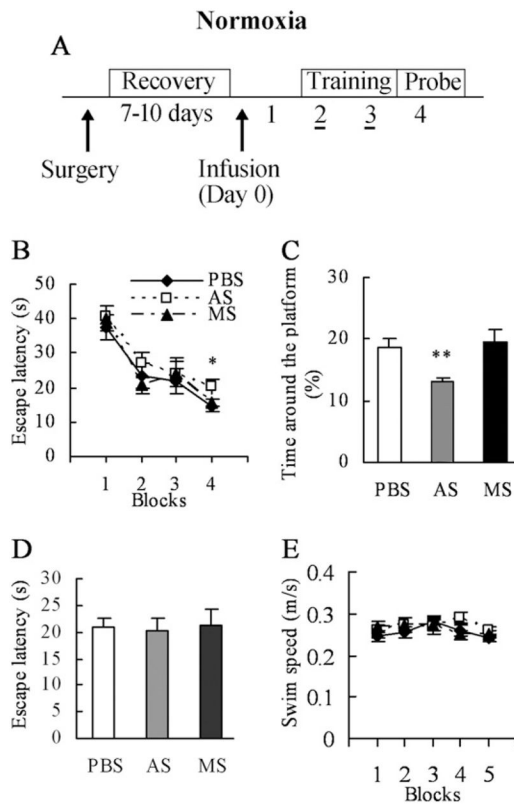 Normoxia
A
Recovery
Training
Probe
7-10 days
1
2
3
4
Surgery
Infusion
(Day 0)
B
PBS
AS
MS
Escape latency (s)
50
40
30
20
10
0
*
1
2
3
4
Blocks
C
Time around the platform
(%)
30
20
10
0
**
PBS
AS
MS
D
Escape latency (s)
30
25
20
15
10
5
0
PBS
AS
MS
E
Swim speed (m/s)
0.4
0.3
0.2
0.1
0
1
2
3
4
5
Blocks